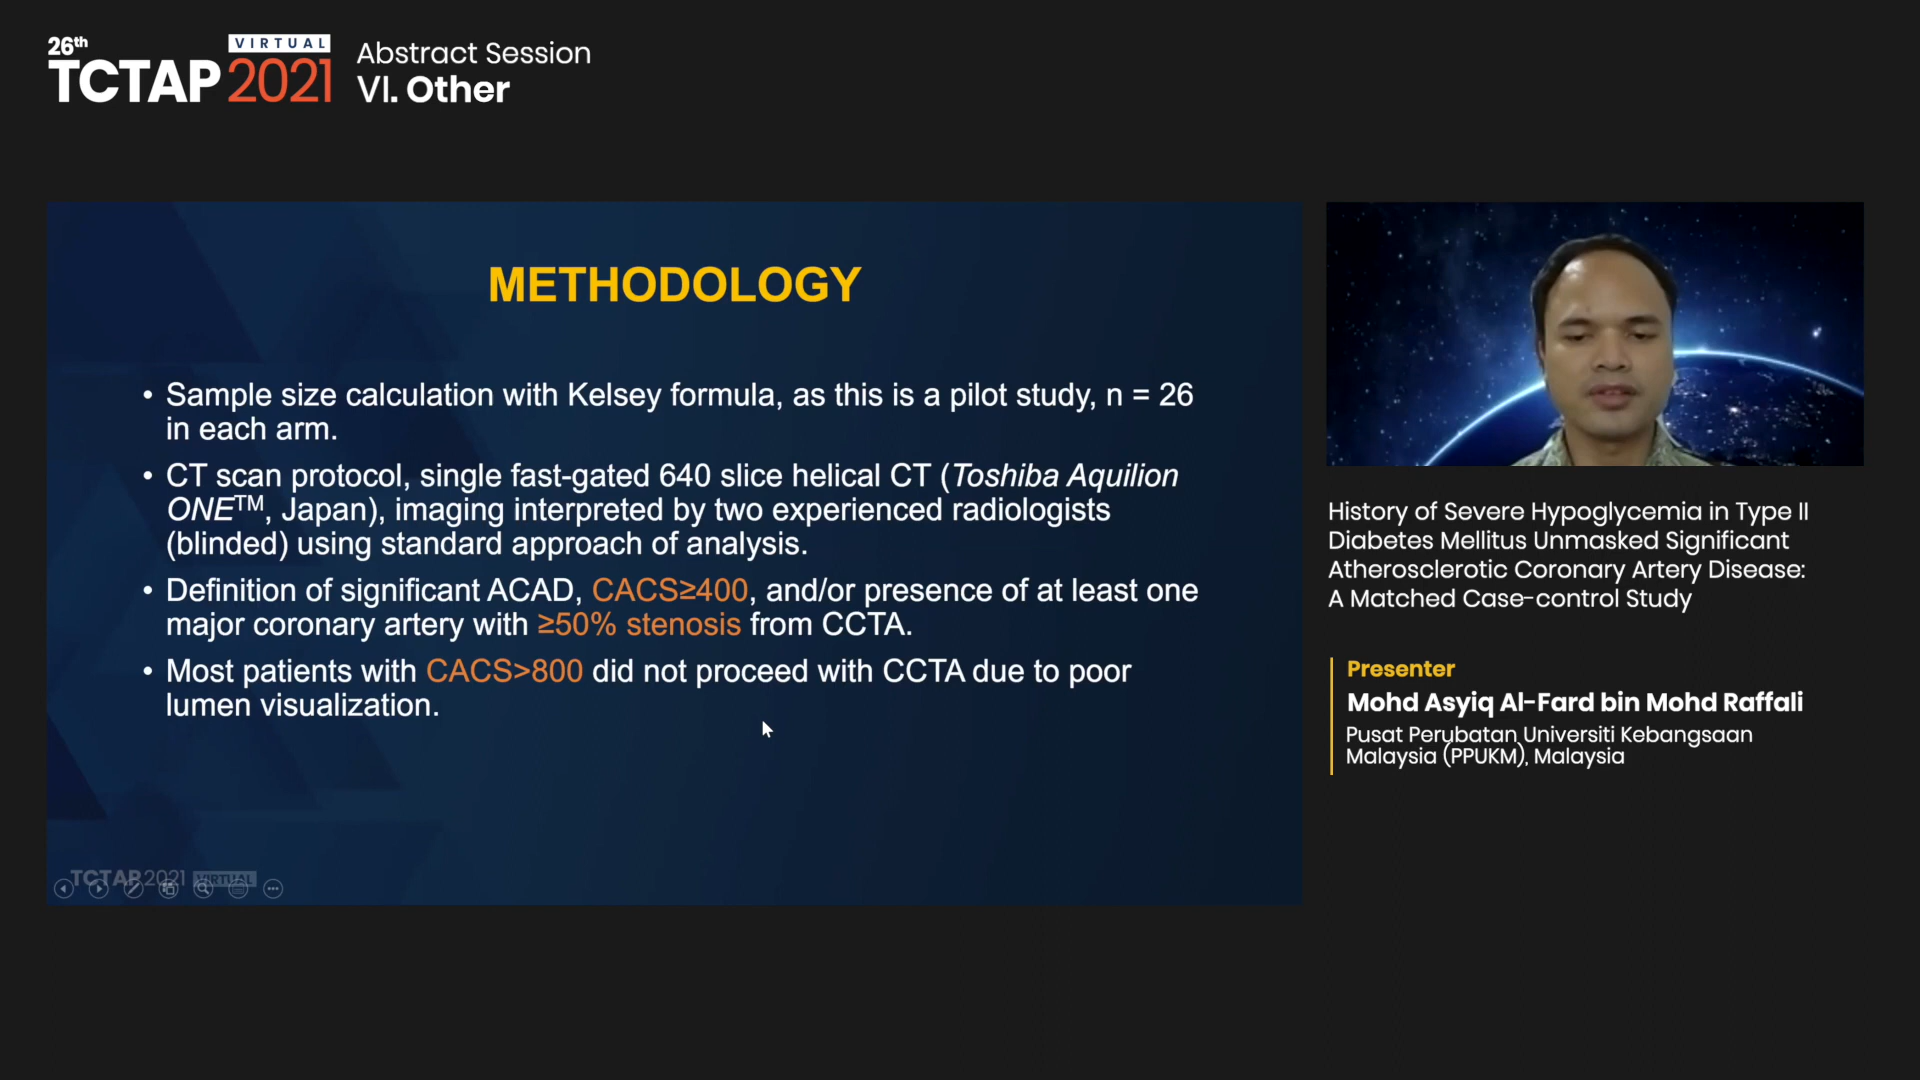 26th
VIRTUAL
TCTAP 2021
Abstract Session
VI. Other
METHODOLOGY
• Sample size calculation with Kelsey formula, as this is a pilot study, n = 26
in each arm.
• CT scan protocol, single fast-gated 640 slice helical CT (Toshiba Aquilion
ONE™, Japan), imaging interpreted by two experienced radiologists
(blinded) using standard approach of analysis.
• Definition of significant ACAD, CACS≥400, and/or presence of at least one
major coronary artery with ≥50% stenosis from CCTA.
• Most patients with CACS>800 did not proceed with CCTA due to poor
lumen visualization.
TCTAP2021 VIRTUAL
History of Severe Hypoglycemia in Type II
Diabetes Mellitus Unmasked Significant
Atherosclerotic Coronary Artery Disease:
A Matched Case-control Study
Presenter
Mohd Asyiq Al-Fard bin Mohd Raffali
Pusat Perubatan Universiti Kebangsaan
Malaysia (PPUKM), Malaysia